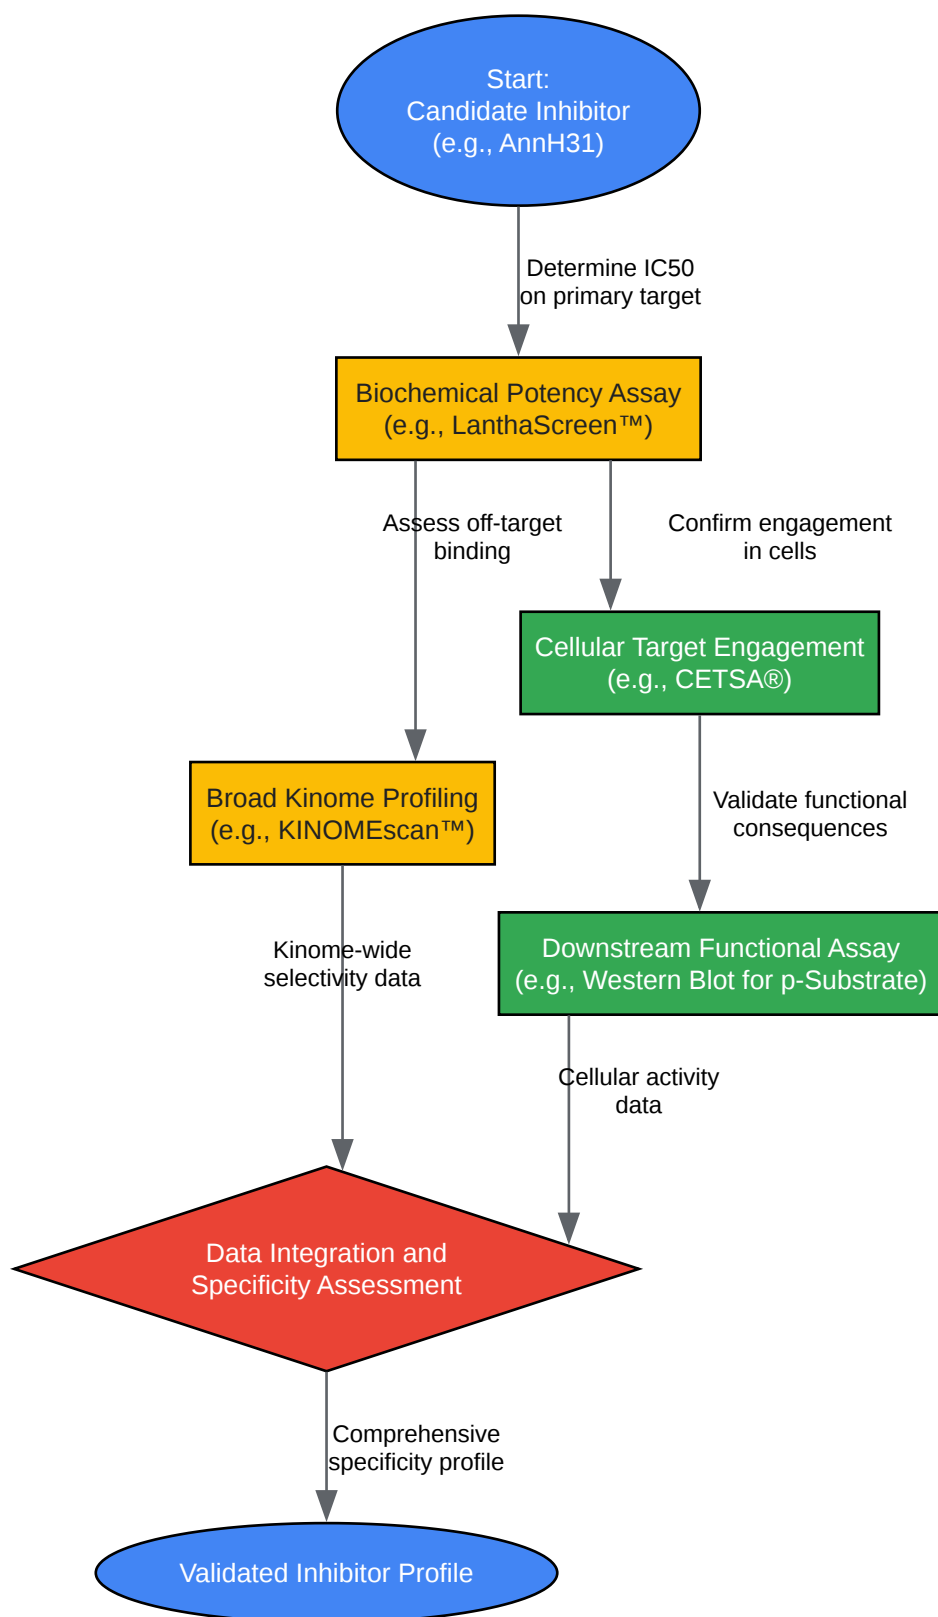 Start:
Candidate Inhibitor
(e.g., AnnH31)
Determine IC50
on primary target
Biochemical Potency Assay
(e.g., LanthaScreen™)
Assess off-target
binding
Confirm engagement
in cells
Cellular Target Engagement
(e.g., CETSA®)
Broad Kinome Profiling
(e.g., KINOMEscan™)
Validate functional
consequences
Kinome-wide
selectivity data
Downstream Functional Assay
(e.g., Western Blot for p-Substrate)
Cellular activity
data
Data Integration and
Specificity Assessment
Comprehensive
specificity profile
Validated Inhibitor Profile